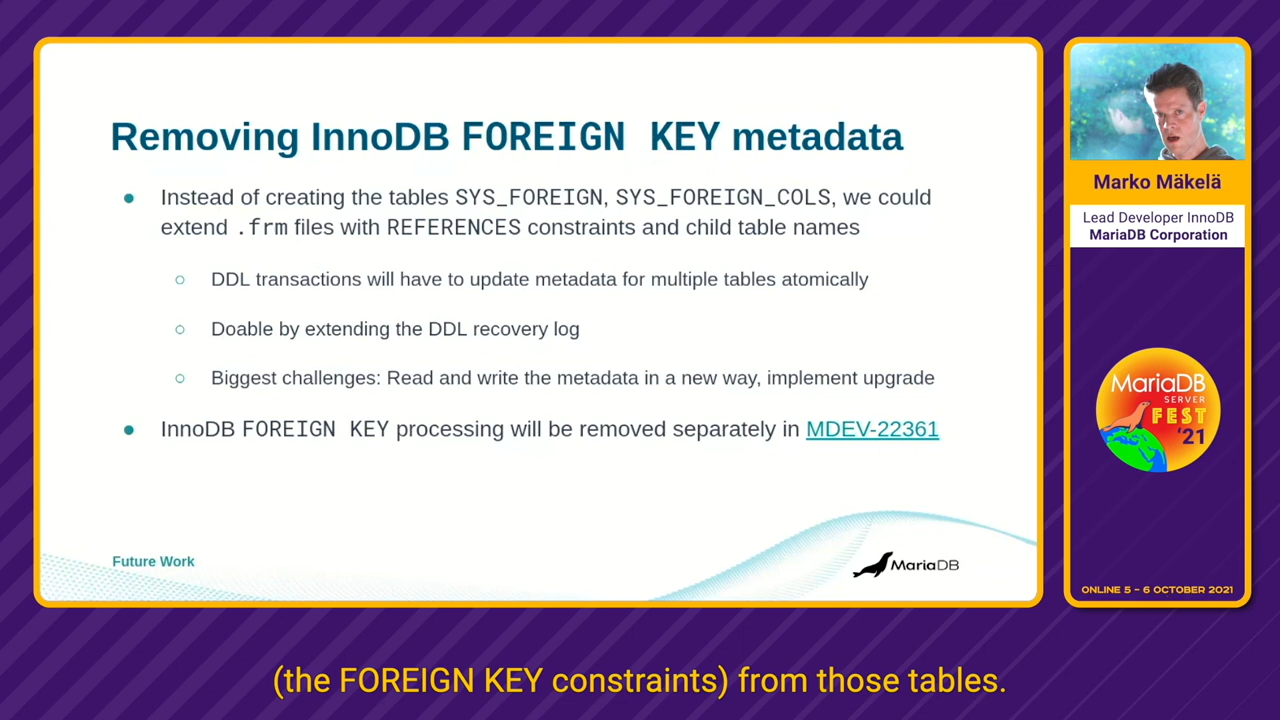 Removing InnoDB FOREIGN KEY metadata
● Instead of creating the tables SYS_FOREIGN, SYS_FOREIGN_COLS, we could
extend .frm files with REFERENCES constraints and child table names
○ DDL transactions will have to update metadata for multiple tables atomically
○ Doable by extending the DDL recovery log
○ Biggest challenges: Read and write the metadata in a new way, implement upgrade
● InnoDB FOREIGN KEY processing will be removed separately in MDEV-22361
Future Work
MariaDB
Marko Mäkelä
Lead Developer InnoDB
MariaDB Corporation
MariaDB
SERVER
FEST
'21
ONLINE 5 - 6 OCTOBER 2021
(the FOREIGN KEY constraints) from those tables.